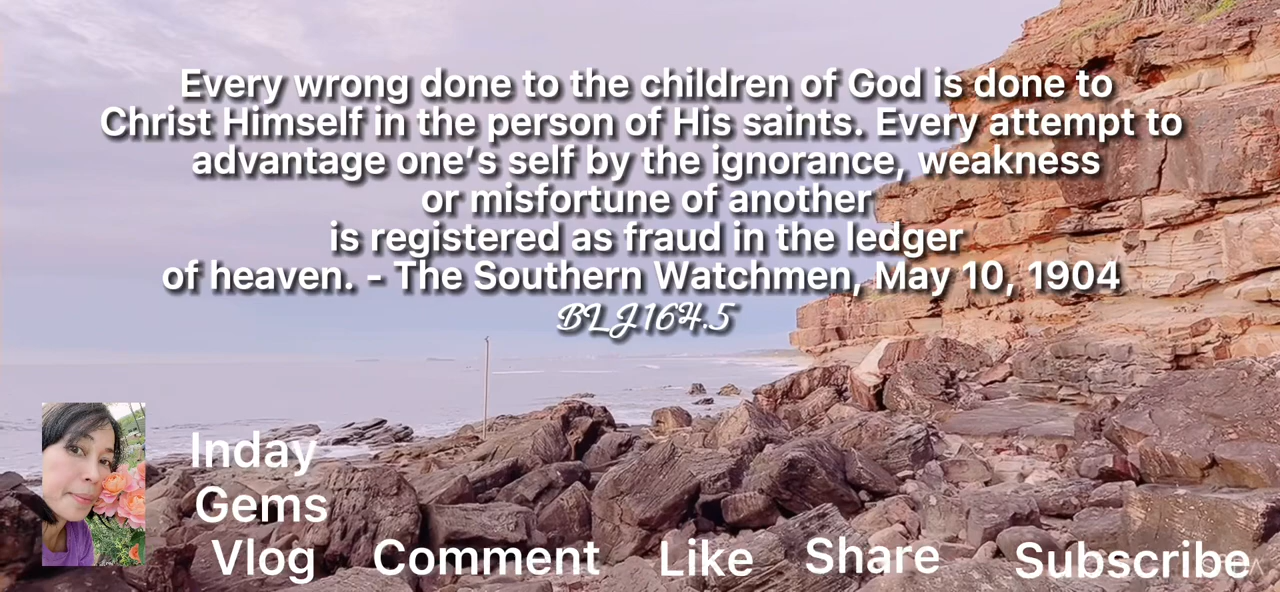 Every wrong done to the children of God is done to
Christ Himself in the person of His saints. Every attempt to
advantage one’s self by the ignorance, weakness
or misfortune of another
is registered as fraud in the ledger
of heaven. - The Southern Watchmen, May 10, 1904
BLJ 164.5
Inday
Gems
Vlog
Comment
Like
Share
Subscribe